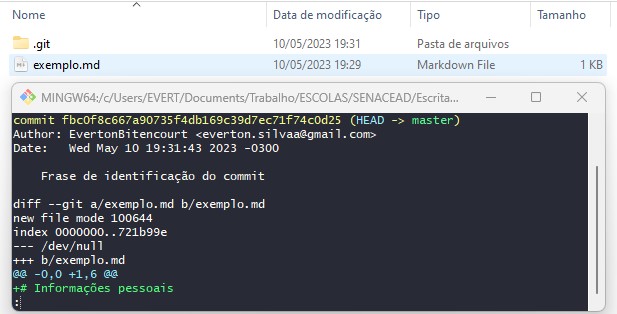 Nome Data de modificação Tipo Tamanho
.git 10/05/2023 19:31 Pasta de arquivos
exemplo.md 10/05/2023 19:29 Markdown File 1 KB
MINGW64:/c/Users/EVERT/Documents/Trabalho/ESCOLAS/SENACEAD/Escrita...
commit fbc0f8c667a90735f4db169c39d7ec71f74c0d25 (HEAD -> master)
Author: EvertonBitencourt <everton.silvaa@gmail.com>
Date: Wed May 10 19:31:43 2023 -0300
Frase de identificação do commit
diff --git a/exemplo.md b/exemplo.md
new file mode 100644
index 0000000..721b99e
--- /dev/null
+++ b/exemplo.md
@@ -0,0 +1,6 @@
+# Informações pessoais
: